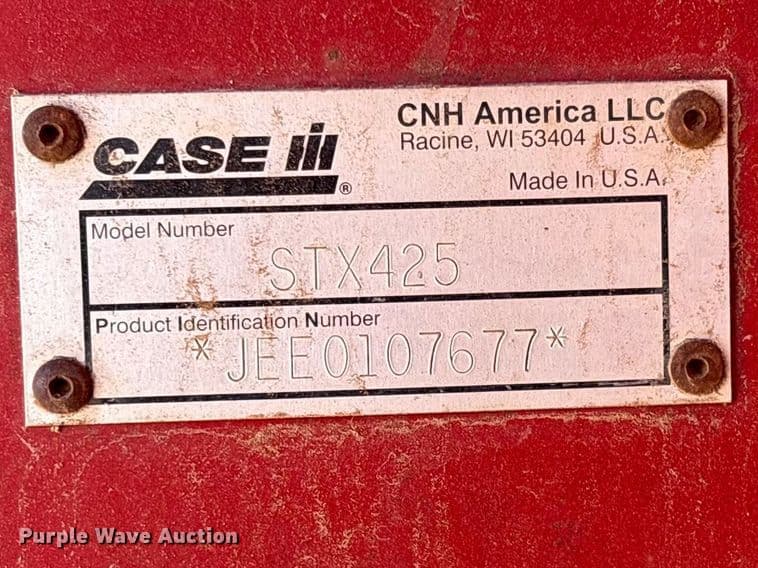 CASE IH ®
CNH America LLC
Racine, WI 53404 U.S.A.
Made In U.S.A.
Model Number
STX425
Product Identification Number
*JEE0107677*
Purple Wave Auction